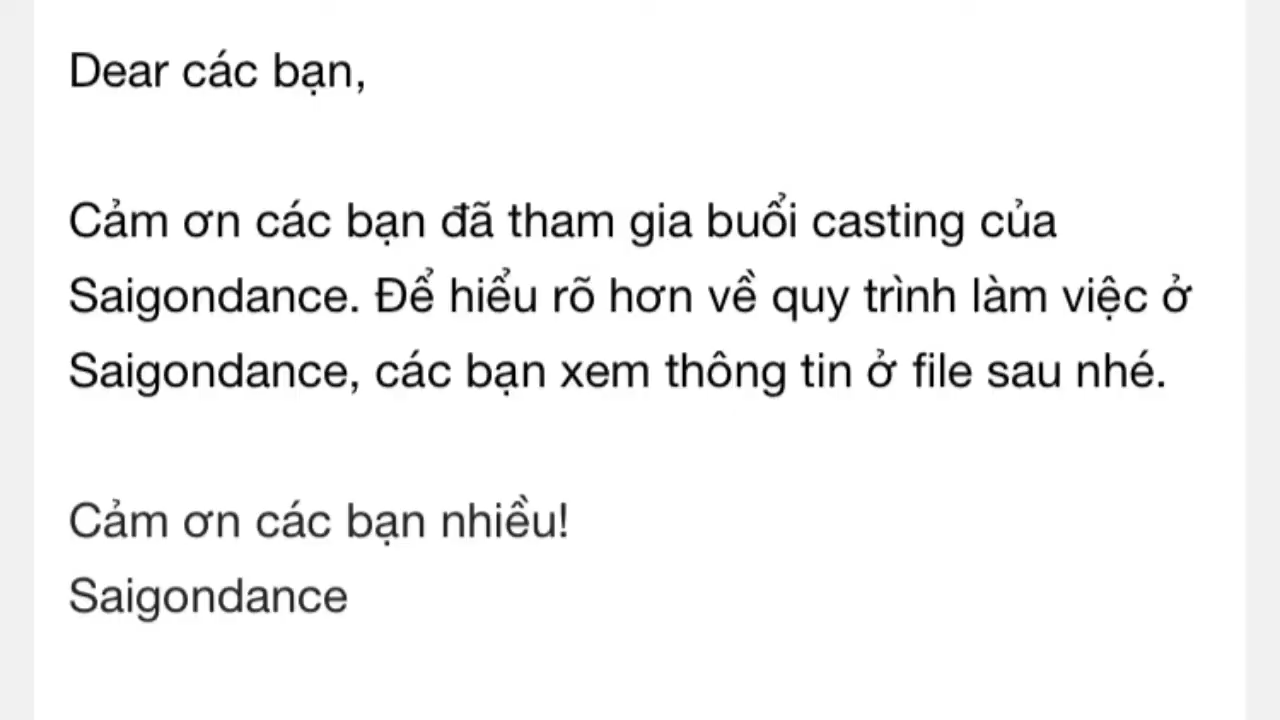 Dear các bạn,
Cảm ơn các bạn đã tham gia buổi casting của
Saigondance. Để hiểu rõ hơn về quy trình làm việc ở
Saigondance, các bạn xem thông tin ở file sau nhé.
Cảm ơn các bạn nhiều!
Saigondance